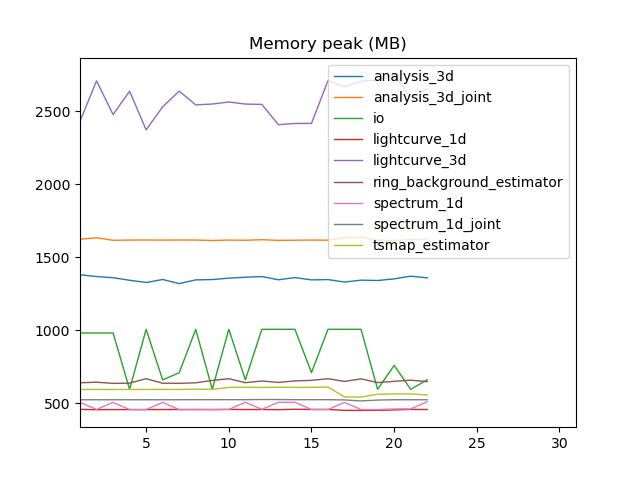 Memory peak (MB)
analysis_3d
analysis_3d_joint
io
lightcurve_1d
lightcurve_3d
ring_background_estimator
spectrum_1d
spectrum_1d_joint
tsmap_estimator
2500
2000
1500
1000
500
5 10 15 20 25 30